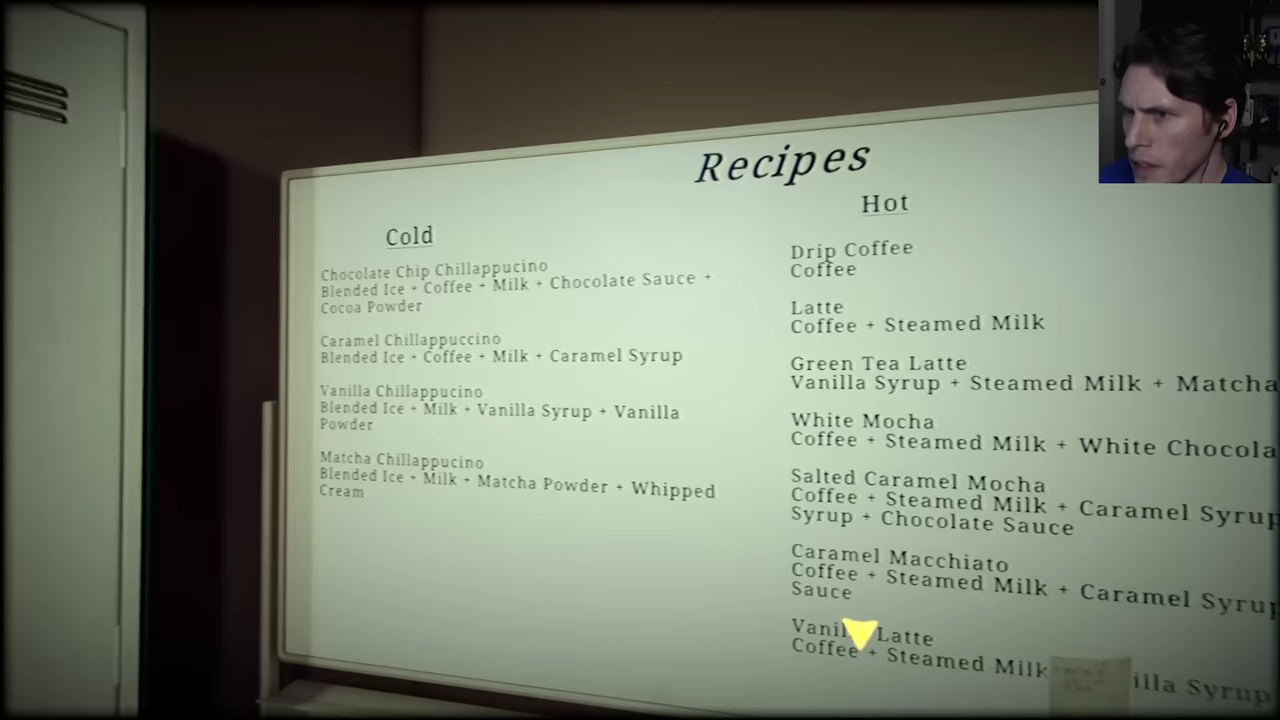 Recipes
Cold
Chocolate Chip Chillappucino
Blended Ice + Coffee + Milk + Chocolate Sauce +
Cocoa Powder
Caramel Chillappuccino
Blended Ice + Coffee + Milk + Caramel Syrup
Vanilla Chillappucino
Blended Ice + Milk + Vanilla Syrup + Vanilla
Powder
Matcha Chillappucino
Blended Ice + Milk + Matcha Powder + Whipped
Cream
Hot
Drip Coffee
Coffee
Latte
Coffee + Steamed Milk
Green Tea Latte
Vanilla Syrup + Steamed Milk + Matcha
White Mocha
Coffee + Steamed Milk + White Chocola
Salted Caramel Mocha
Coffee + Steamed Milk + Caramel Syrup
Syrup + Chocolate Sauce
Caramel Macchiato
Coffee + Steamed Milk + Caramel Syrup
Sauce
Vanil Latte
Coffee + Steamed Milk illa Syrup